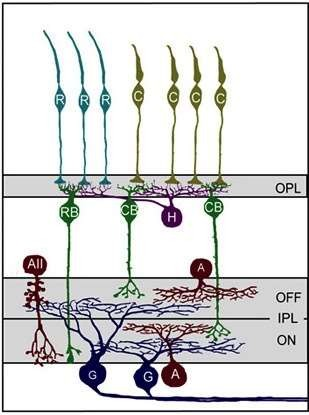 R R R C C C C
OPL
RB CB H CB
AII A
OFF
IPL
ON
G G A